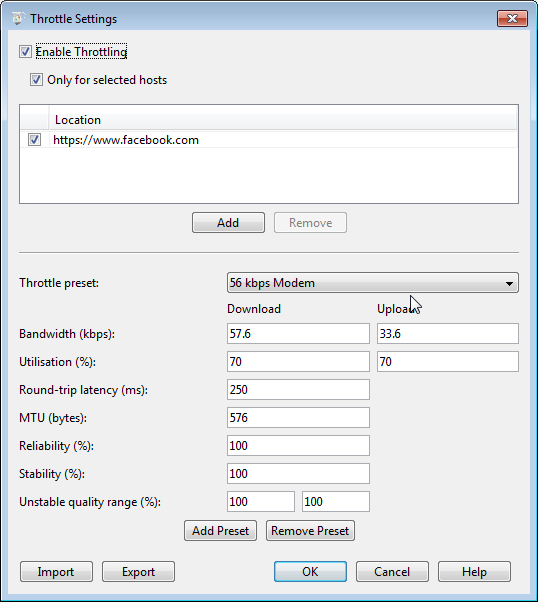 Throttle Settings
Enable Throttling
Only for selected hosts
Location
https://www.facebook.com
Add Remove
Throttle preset: 56 kbps Modem
Download Upload
Bandwidth (kbps): 57.6 33.6
Utilisation (%): 70 70
Round-trip latency (ms): 250
MTU (bytes): 576
Reliability (%): 100
Stability (%): 100
Unstable quality range (%): 100 100
Add Preset Remove Preset
Import Export OK Cancel Help